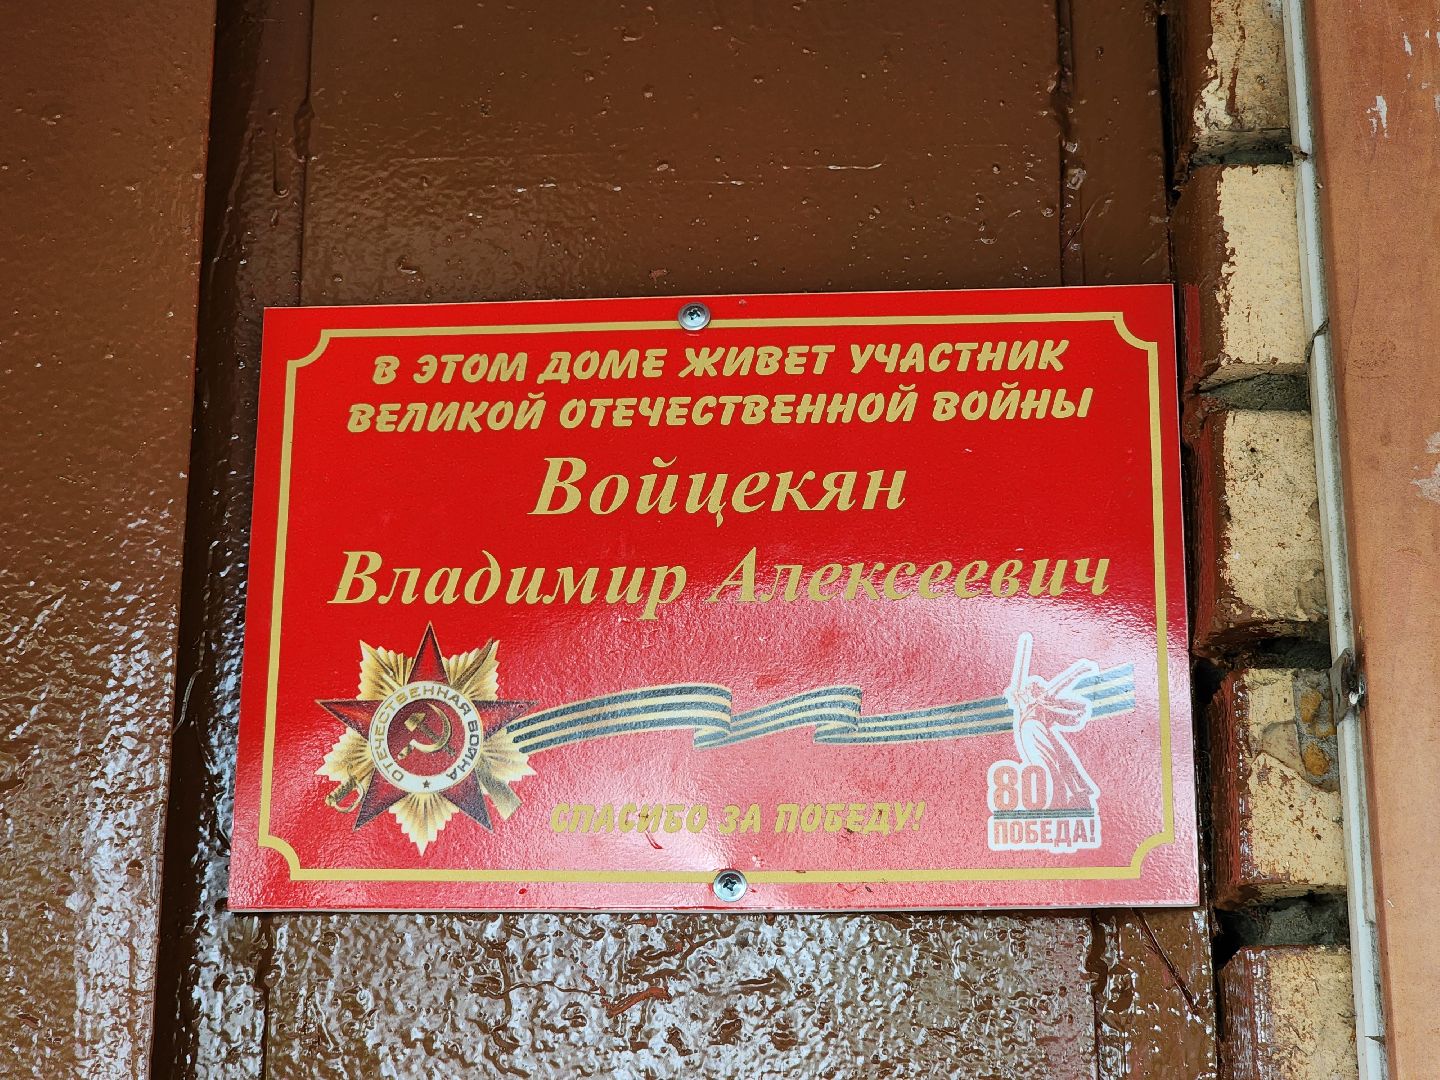 В ЭТОМ ДОМЕ ЖИВЕТ УЧАСТНИК
ВЕЛИКОЙ ОТЕЧЕСТВЕННОЙ ВОЙНЫ
Войцекян
Владимир Алексеевич
ОТЕЧЕСТВЕННАЯ ВОЙНА
80
ПОБЕДА!
СПАСИБО ЗА ПОБЕДУ!